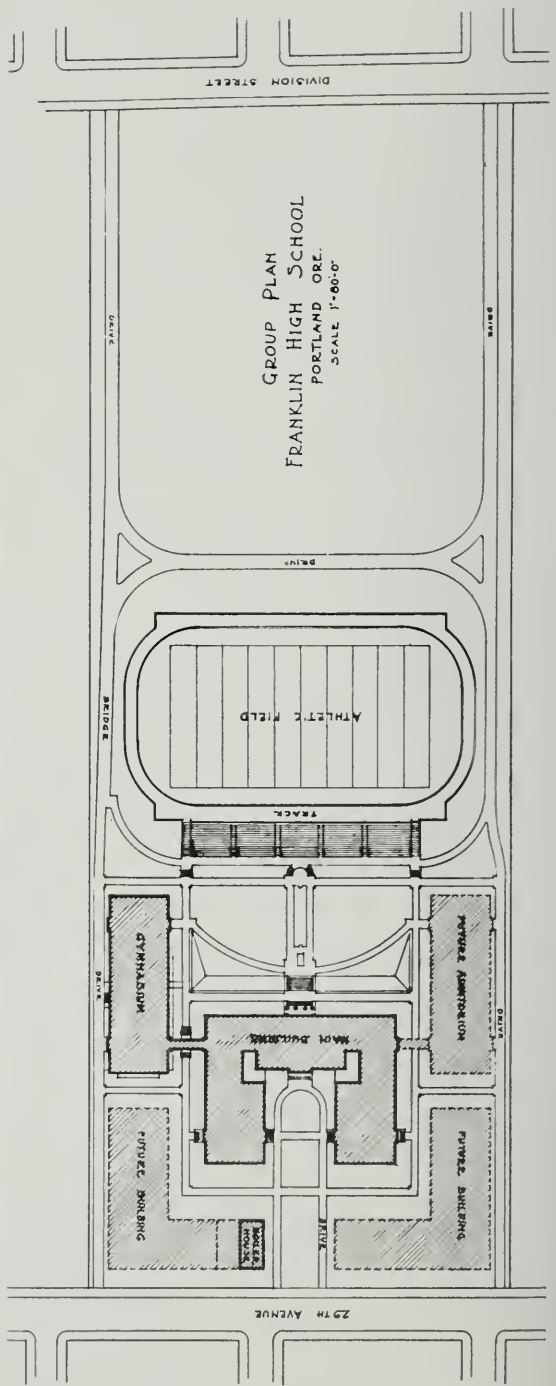 DIVISION STREET
GROUP PLAN
FRANKLIN HIGH SCHOOL
PORTLAND ORE.
SCALE 1"-80'-0"
DRIVE
DRIVE
DRIVE
BRIDGE
ATHLETIC FIELD
TRACK
GYMNASIUM
DRIVE
MAIN BUILDING
FUTURE AUDITORIUM
DRIVE
FUTURE BUILDING
BOILER
HOUSE
DRIVE
FUTURE BUILDING
29TH AVENUE